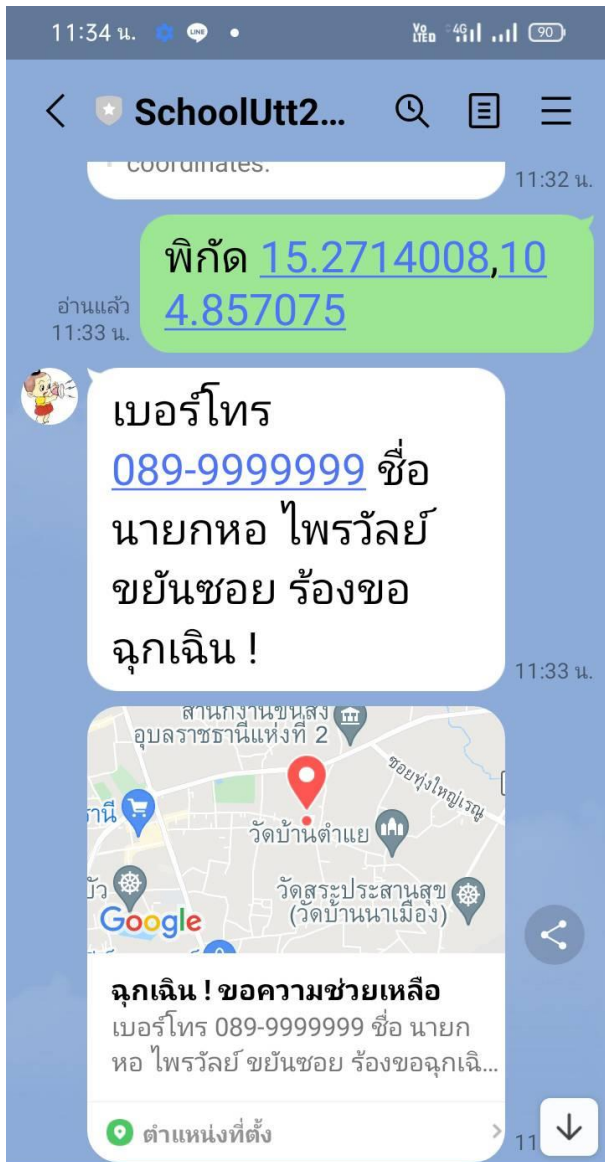 11:34 น.
LINE
Vo LTED 4G 90
SchoolUtt2...
coordinates.
11:32 น.
พิกัด 15.2714008,10
4.857075
อ่านแล้ว
11:33 น.
เบอร์โทร
089-9999999 ชื่อ
นายกหอ ไพรวัลย์
ขยันซอย ร้องขอ
ฉุกเฉิน !
11:33 น.
สำนักงานขนส่ง
อุบลราชธานีแห่งที่ 2
ซอยทุ่งใหญ่เรณู
านี
วัดบ้านตำแย
บัว
วัดสระประสานสุข
(วัดบ้านนาเมือง)
Google
ฉุกเฉิน ! ขอความช่วยเหลือ
เบอร์โทร 089-9999999 ชื่อ นายก
หอ ไพรวัลย์ ขยันซอย ร้องขอฉุกเฉิ...
ตำแหน่งที่ตั้ง
11